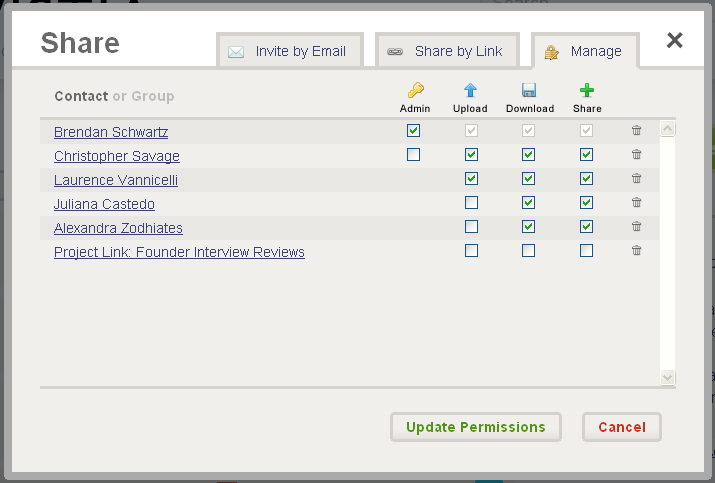 Share
Invite by Email
Share by Link
Manage
Contact or Group
Admin
Upload
Download
Share
Brendan Schwartz
Christopher Savage
Laurence Vannicelli
Juliana Castedo
Alexandra Zodhiates
Project Link: Founder Interview Reviews
Update Permissions
Cancel